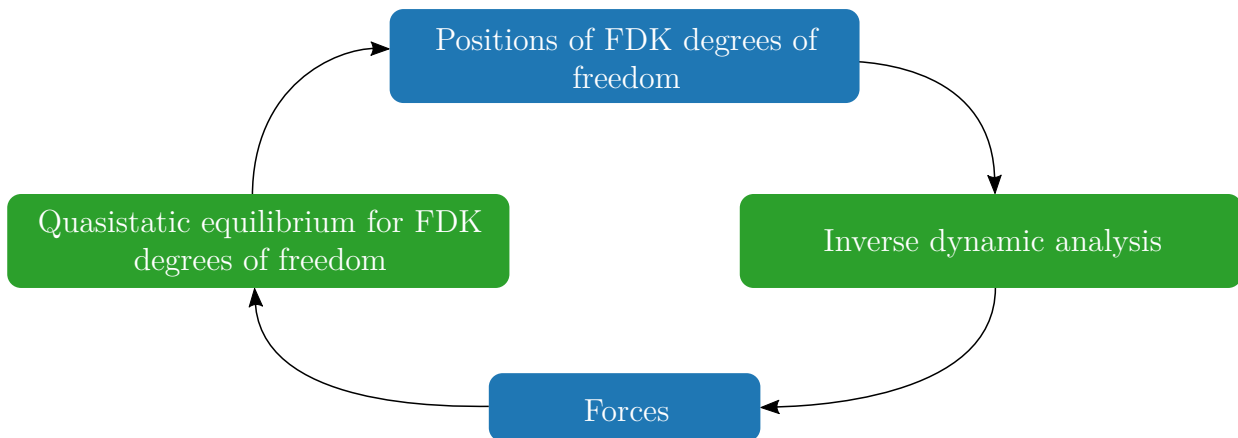 Positions of FDK degrees of
freedom
Quasistatic equilibrium for FDK
degrees of freedom
Inverse dynamic analysis
Forces